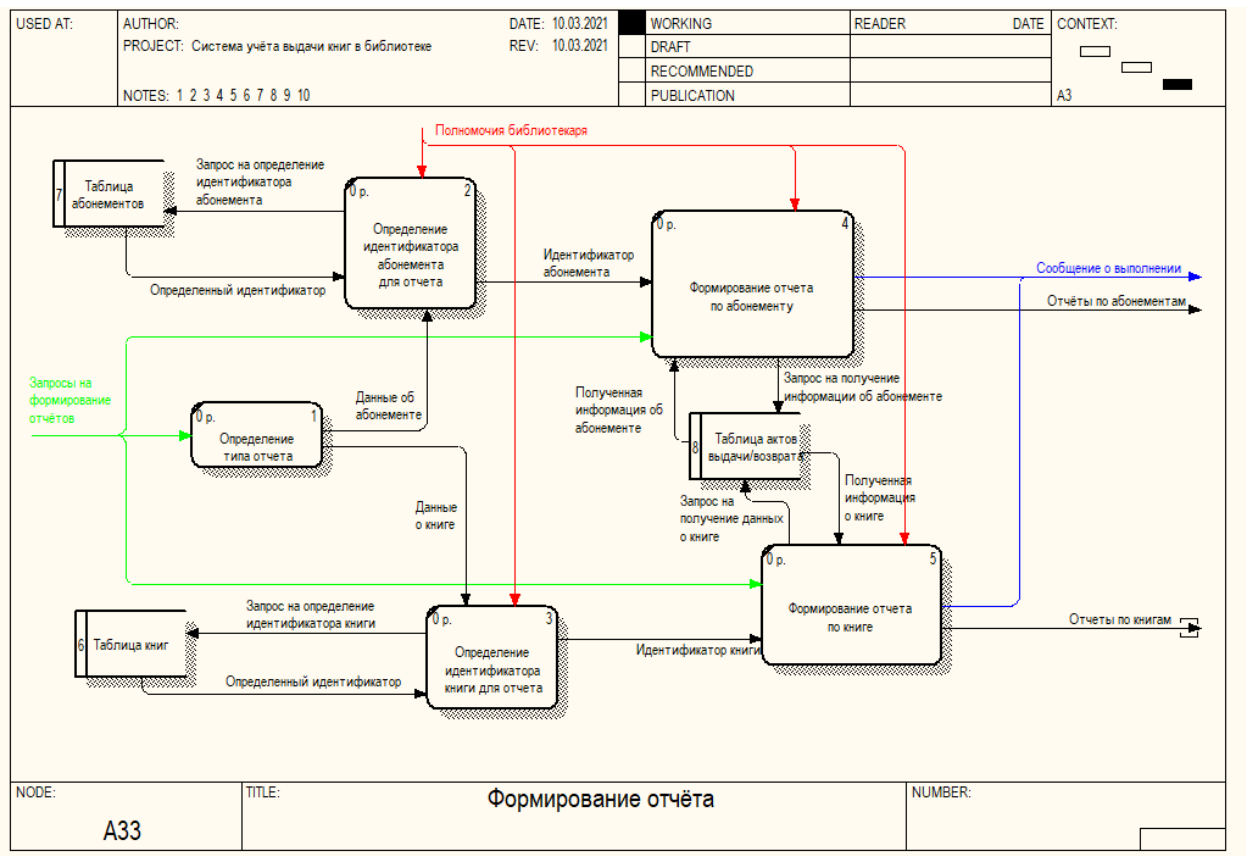 USED AT:
AUTHOR:
DATE: 10.03.2021
PROJECT: Система учёта выдачи книг в библиотеке
REV: 10.03.2021
NOTES: 1 2 3 4 5 6 7 8 9 10
WORKING
DRAFT
RECOMMENDED
PUBLICATION
READER
DATE
CONTEXT:
A3
Полномочия библиотекаря
7
Таблица
абонементов
Запрос на определение
идентификатора
абонемента
Определенный идентификатор
0 р.
2
Определение
идентификатора
абонемента
для отчета
Идентификатор
абонемента
0 р.
4
Формирование отчета
по абонементу
Сообщение о выполнении
Отчёты по абонементам
Запросы на
формирование
отчётов
0 р.
1
Определение
типа отчета
Данные об
абонементе
Данные
о книге
Полученная
информация об
абонементе
Запрос на получение
информации об абонементе
8
Таблица актов
выдачи/возврата
Запрос на
получение данных
о книге
Полученная
информация
о книге
0 р.
5
Формирование отчета
по книге
Отчеты по книгам
6
Таблица книг
Запрос на определение
идентификатора книги
Определенный идентификатор
0 р.
3
Определение
идентификатора
книги для отчета
Идентификатор книги
NODE:
A33
TITLE:
Формирование отчёта
NUMBER: